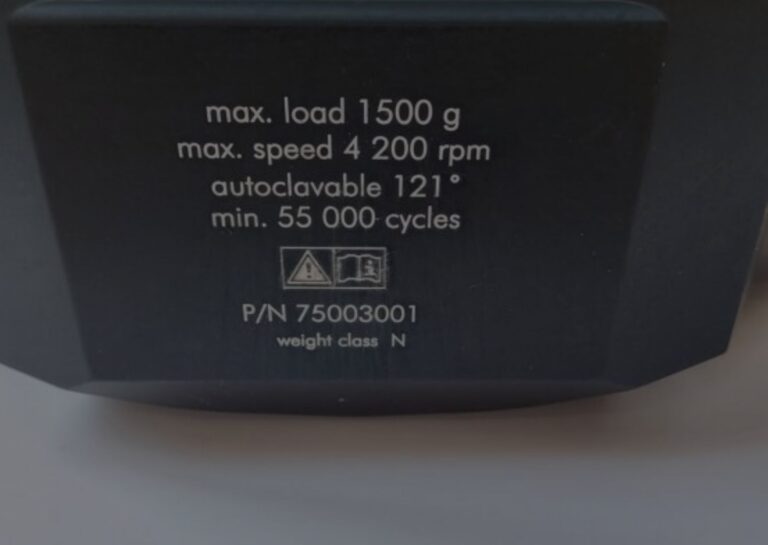 max. load 1500 g
max. speed 4 200 rpm
autoclavable 121°
min. 55 000 cycles
P/N 75003001
weight class N